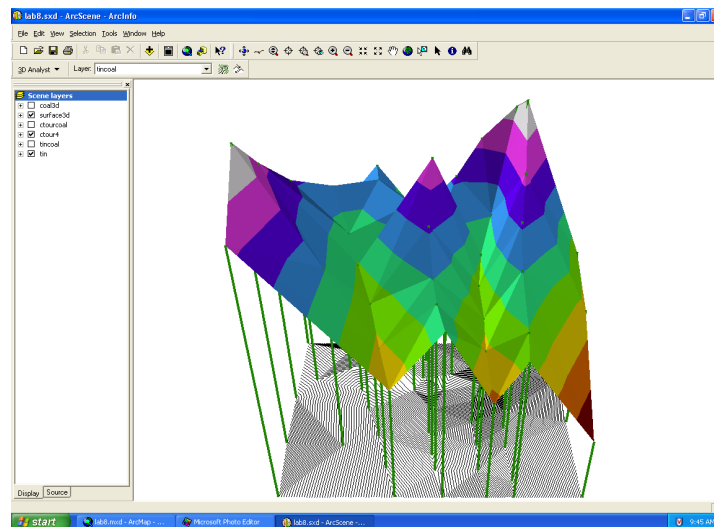 lab8.sxd - ArcScene - ArcInfo
File Edit View Selection Tools Window Help
3D Analyst Layer: tincoal
Scene layers
coal3d
surface3d
ctourcoal
ctour4
tincoal
tin
Display Source
start lab8.mxd - ArcMap - ... Microsoft Photo Editor lab8.sxd - ArcScene -... 9:45 AM